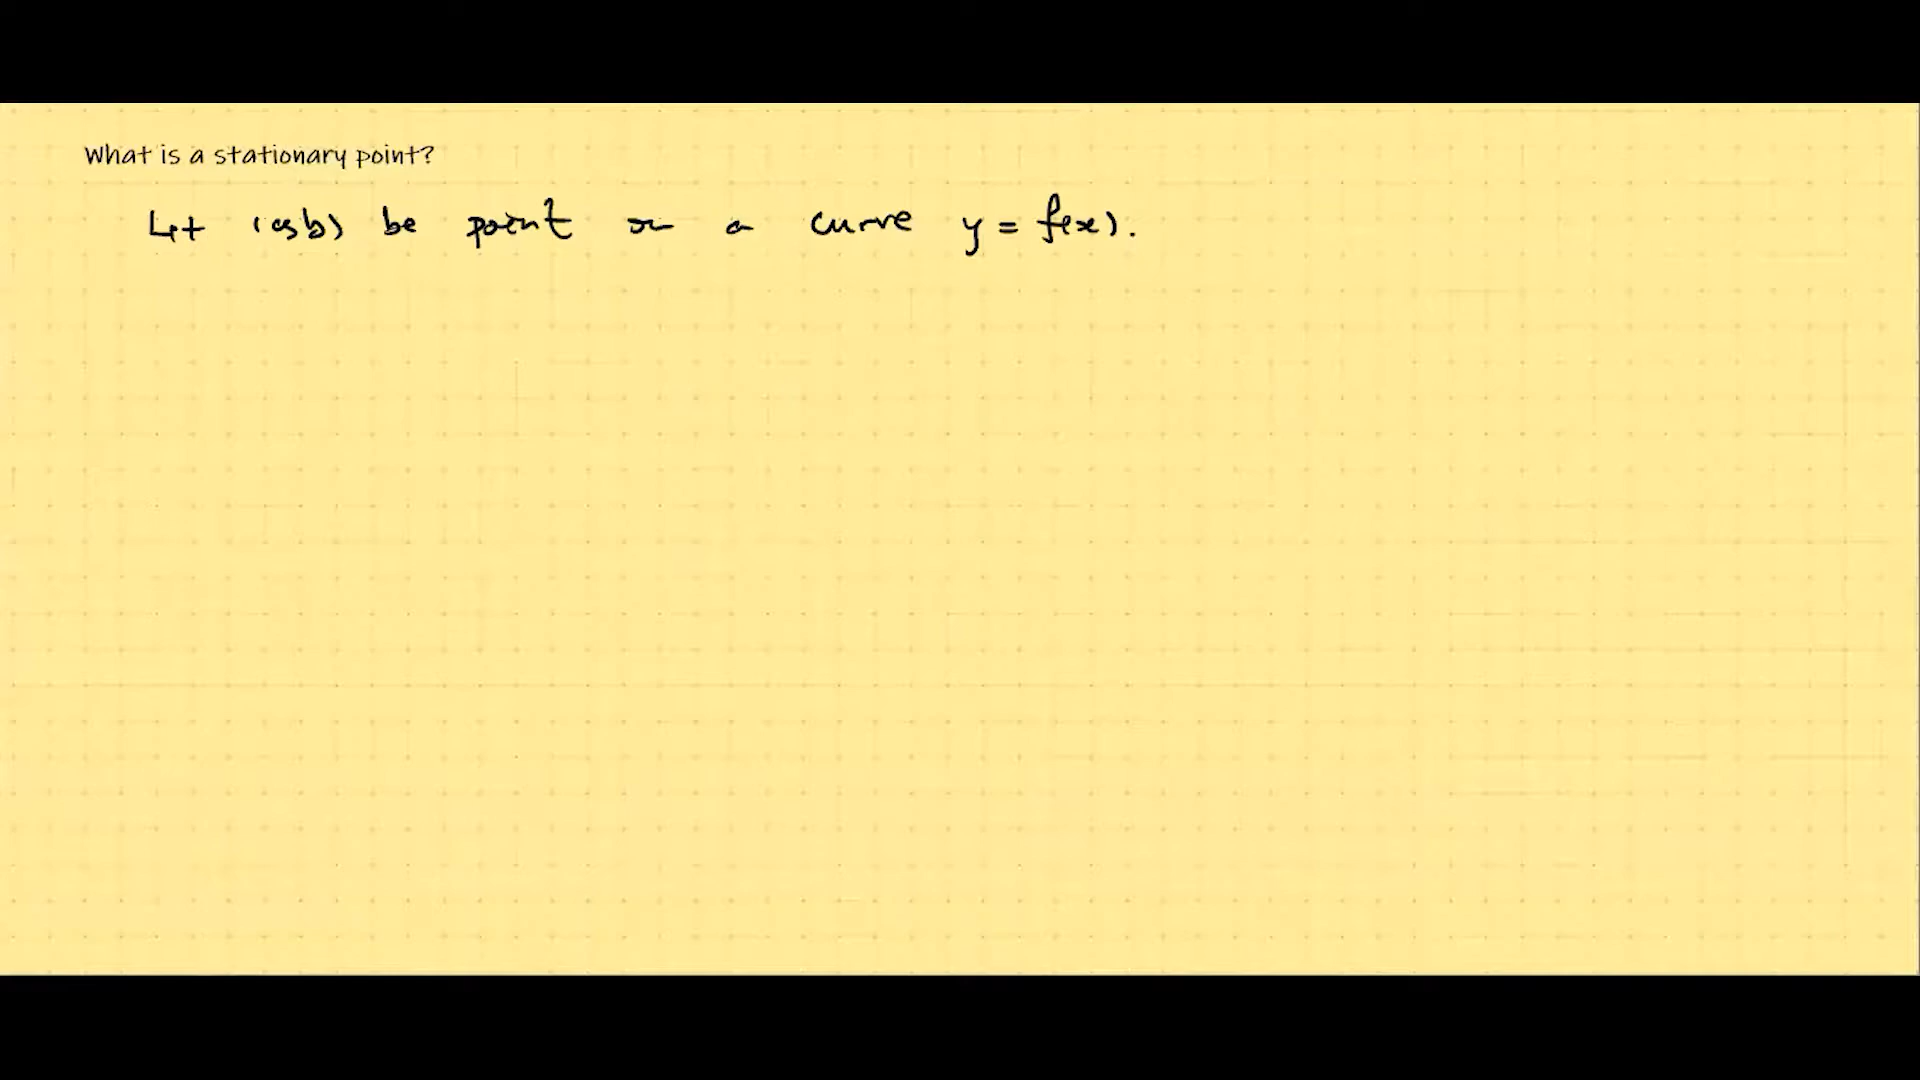 What is a stationary point?
Let (a,b) be point on a curve y = f(x).